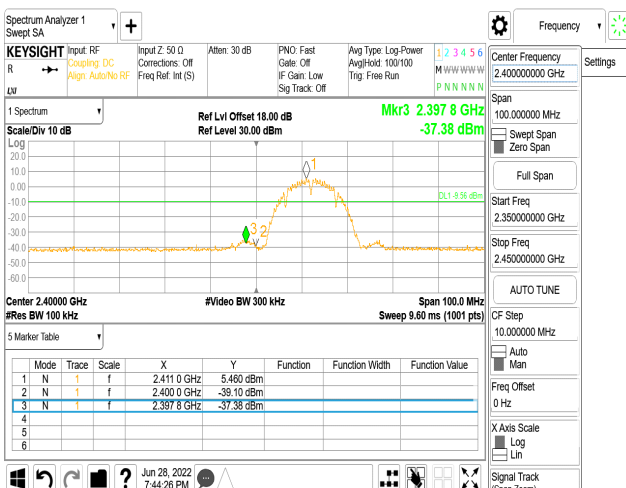 Spectrum Analyzer 1
Swept SA
Frequency
KEYSIGHT
R
Input: RF
Coupling: DC
Align: Auto/No RF
Input Z: 50 Ω
Corrections: Off
Freq Ref: Int (S)
Atten: 30 dB
PNO: Fast
Gate: Off
IF Gain: Low
Sig Track: Off
Avg Type: Log-Power
Avg|Hold: 100/100
Trig: Free Run
1 2 3 4 5 6
M W W W W W
P N N N N N
Settings
Center Frequency
2.400000000 GHz
Span
100.000000 MHz
Swept Span
Zero Span
Full Span
Start Freq
2.350000000 GHz
Stop Freq
2.450000000 GHz
AUTO TUNE
CF Step
10.000000 MHz
Auto
Man
Freq Offset
0 Hz
X Axis Scale
Log
Lin
Signal Track
(Span Zoom)
1 Spectrum
Scale/Div 10 dB
Ref Lvl Offset 18.00 dB
Ref Level 30.00 dBm
Mkr3 2.397 8 GHz
-37.38 dBm
Log
20.0
10.0
0.00
-10.0
-20.0
-30.0
-40.0
-50.0
-60.0
1
3
2
DL1 -9.56 dBm
Center 2.40000 GHz
#Res BW 100 kHz
#Video BW 300 kHz
Span 100.0 MHz
Sweep 9.60 ms (1001 pts)
5 Marker Table
Mode Trace Scale X Y Function Function Width Function Value
1 N 1 f 2.411 0 GHz 5.460 dBm
2 N 1 f 2.400 0 GHz -39.10 dBm
3 N 1 f 2.397 8 GHz -37.38 dBm
4
5
6
?
Jun 28, 2022
7:44:26 PM